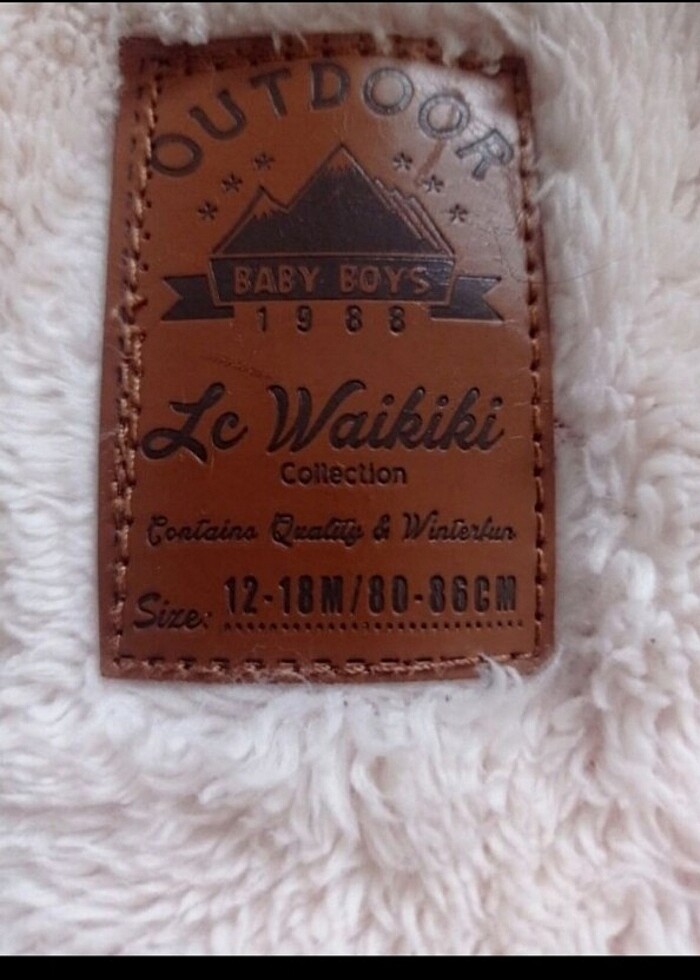 OUTDOOR
BABY BOYS
1988
Lc Waikiki
Collection
Contains Quality & Winterfun
Size: 12-18M/80-86CM